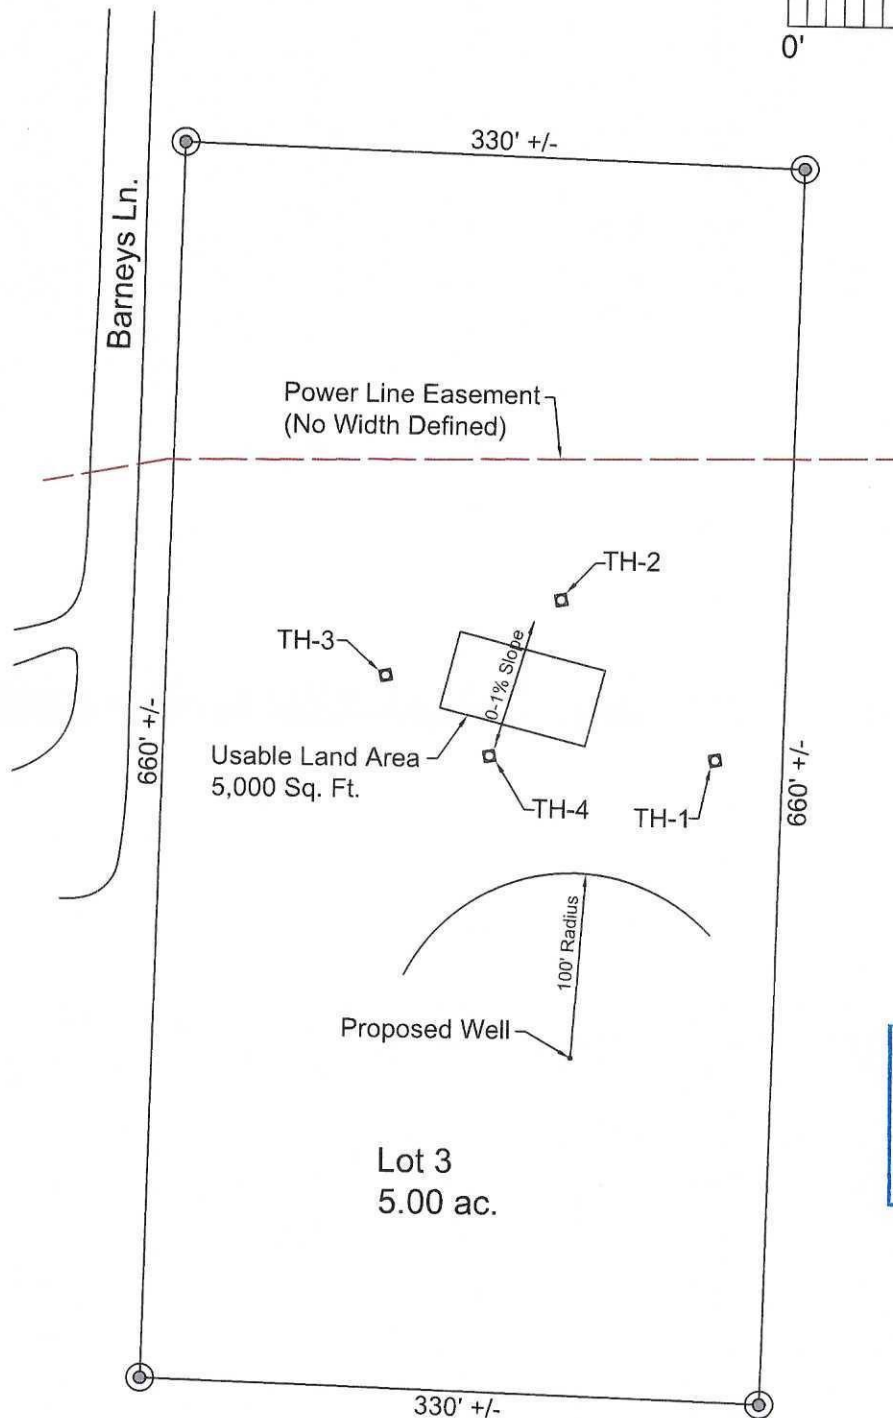 0'
330' +/-
Barneys Ln.
Power Line Easement
(No Width Defined)
TH-2
TH-3
0-1% Slope
660' +/-
Usable Land Area
5,000 Sq. Ft.
TH-4
TH-1
660' +/-
100' Radius
Proposed Well
Lot 3
5.00 ac.
330' +/-